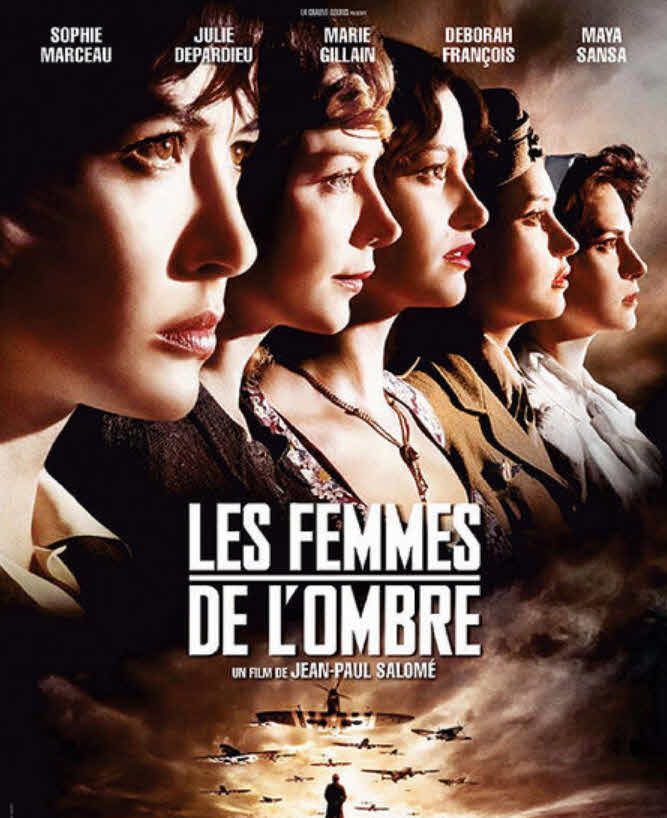 SOPHIE MARCEAU
JULIE DEPARDIEU
MARIE GILLAIN
DEBORAH FRANÇOIS
MAYA SANSA
LES FEMMES
DE L'OMBRE
UN FILM DE JEAN-PAUL SALOMÉ